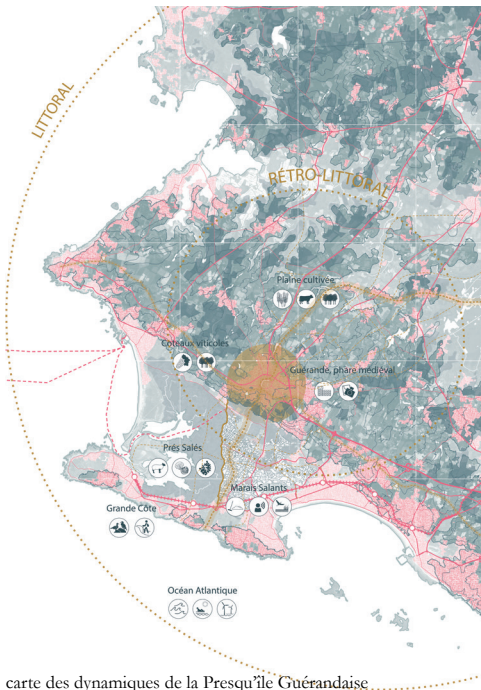 LITTORAL
RÉTRO-LITTORAL
Plaine cultivée
Coteaux viticoles
Guérande, phare médiéval
Prés Salés
Marais Salants
Grande Côte
Océan Atlantique
carte des dynamiques de la Presqu'île Guérandaise